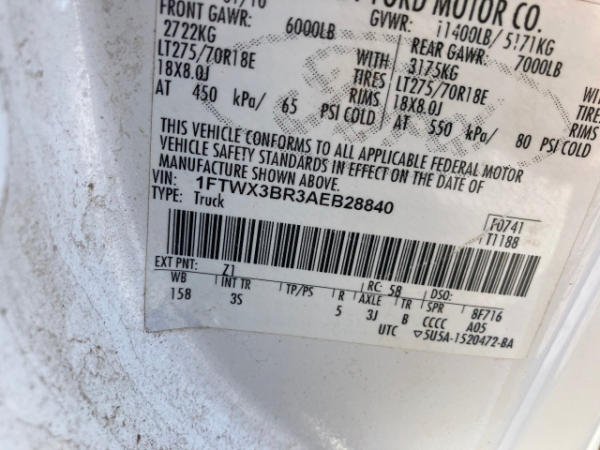 FORD MOTOR CO.
FRONT GAWR: 6000LB GVWR: 11400LB/ 5171KG
2722KG WITH REAR GAWR: 7000LB
LT275/70R18E TIRES 3175KG WITH
18X8.0J RIMS LT275/70R18E TIRES
AT 450 kPa/ 65 PSI COLD 18X8.0J RIMS
AT 550 kPa/ 80 PSI COLD
THIS VEHICLE CONFORMS TO ALL APPLICABLE FEDERAL MOTOR
VEHICLE SAFETY STANDARDS IN EFFECT ON THE DATE OF
MANUFACTURE SHOWN ABOVE.
VIN: 1FTWX3BR3AEB28840
TYPE: Truck
F0741
T1188
EXT PNT: Z1 RC: 58 DSO:
WB INT TR TP/PS R AXLE TR SPR 8F716
158 3S 5 3J B CCCC A05
UTC ▽5U5A-1520472-BA